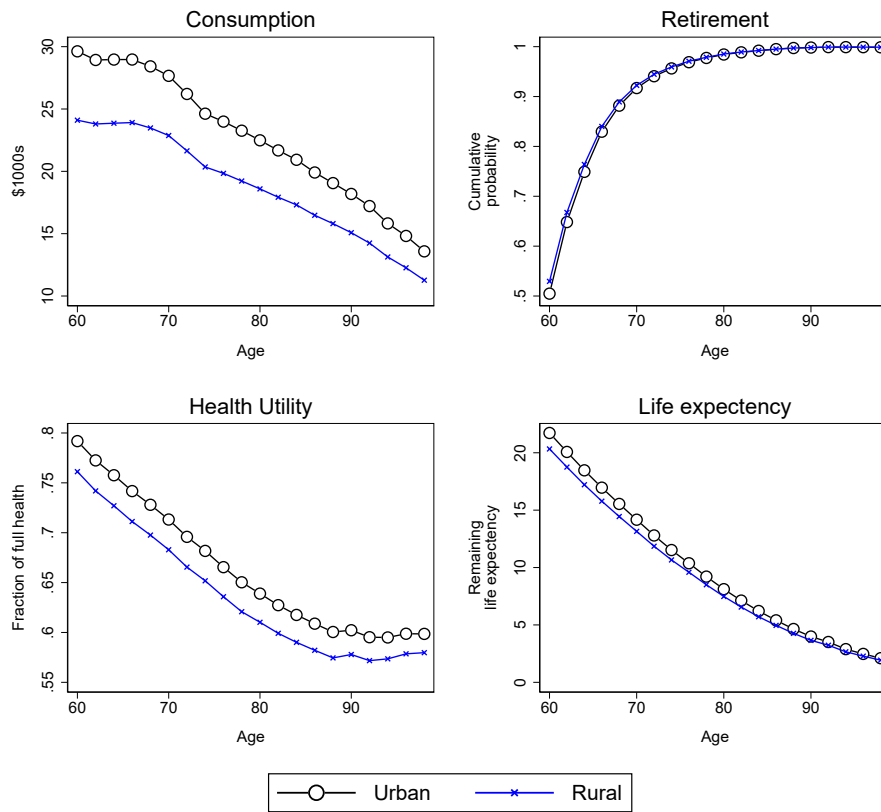 Consumption
30
25
20
15
10
$1000s
60
70
80
90
Age
Retirement
1
.9
.8
.7
.6
.5
Cumulative
probability
60
70
80
90
Age
Health Utility
.8
.75
.7
.65
.6
.55
Fraction of full health
60
70
80
90
Age
Life expectency
20
15
10
5
0
Remaining
life expectency
60
70
80
90
Age
Urban
Rural